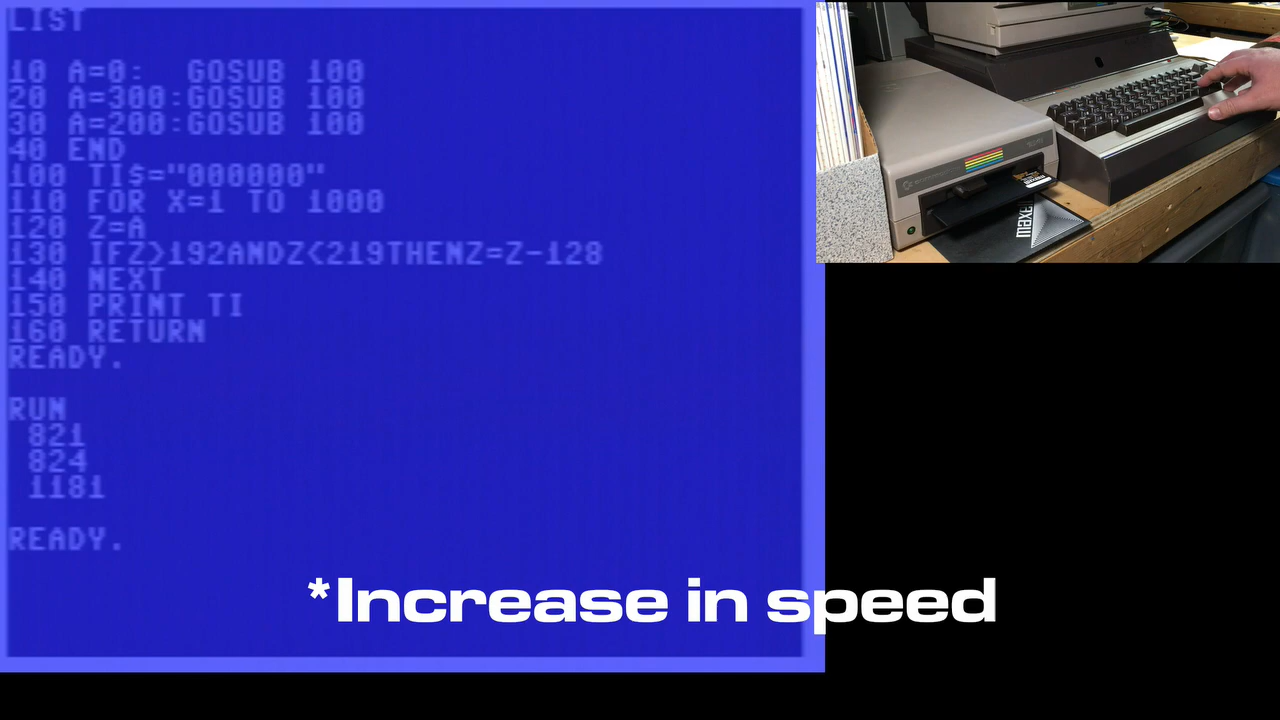 LIST
10 A=0:  GOSUB 100
20 A=300:GOSUB 100
30 A=200:GOSUB 100
40 END
100 TI$="000000"
110 FOR X=1 TO 1000
120 Z=A
130 IFZ>192ANDZ<219THENZ=Z-128
140 NEXT
150 PRINT TI
160 RETURN
READY.
RUN
821
824
1181
READY.
*Increase in speed
maxell